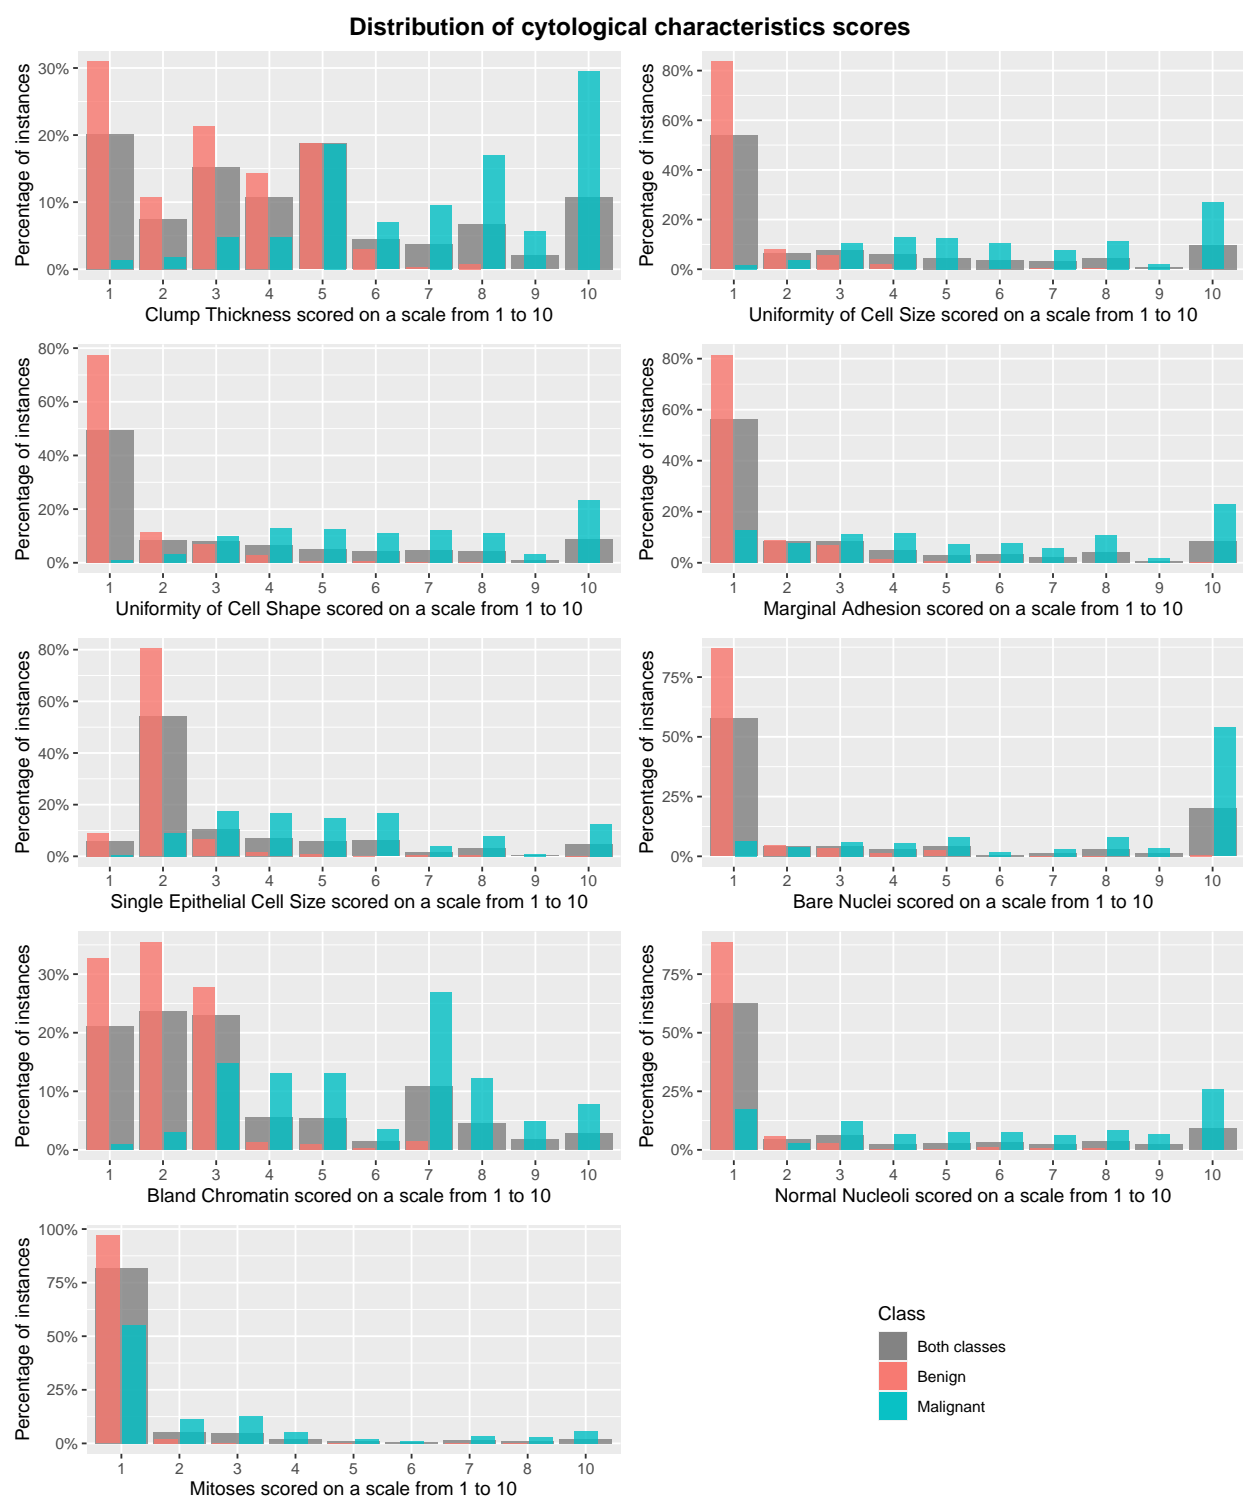 Distribution of cytological characteristics scores
Percentage of instances
30%
20%
10%
0%
1 2 3 4 5 6 7 8 9 10
Clump Thickness scored on a scale from 1 to 10
Percentage of instances
80%
60%
40%
20%
0%
1 2 3 4 5 6 7 8 9 10
Uniformity of Cell Size scored on a scale from 1 to 10
Percentage of instances
80%
60%
40%
20%
0%
1 2 3 4 5 6 7 8 9 10
Uniformity of Cell Shape scored on a scale from 1 to 10
Percentage of instances
80%
60%
40%
20%
0%
1 2 3 4 5 6 7 8 9 10
Marginal Adhesion scored on a scale from 1 to 10
Percentage of instances
80%
60%
40%
20%
0%
1 2 3 4 5 6 7 8 9 10
Single Epithelial Cell Size scored on a scale from 1 to 10
Percentage of instances
75%
50%
25%
0%
1 2 3 4 5 6 7 8 9 10
Bare Nuclei scored on a scale from 1 to 10
Percentage of instances
30%
20%
10%
0%
1 2 3 4 5 6 7 8 9 10
Bland Chromatin scored on a scale from 1 to 10
Percentage of instances
75%
50%
25%
0%
1 2 3 4 5 6 7 8 9 10
Normal Nucleoli scored on a scale from 1 to 10
Percentage of instances
100%
75%
50%
25%
0%
1 2 3 4 5 6 7 8 10
Mitoses scored on a scale from 1 to 10
Class
Both classes
Benign
Malignant